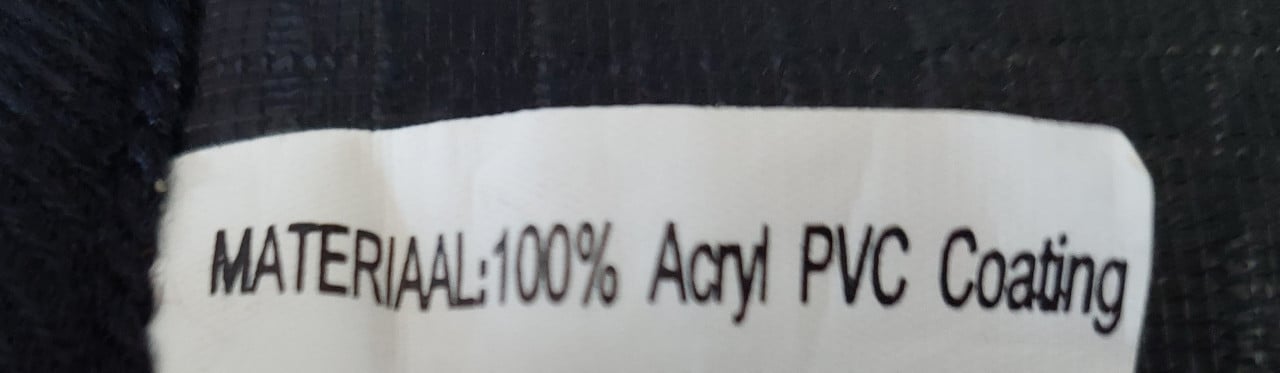 MATERIAAL:100% Acryl PVC Coating